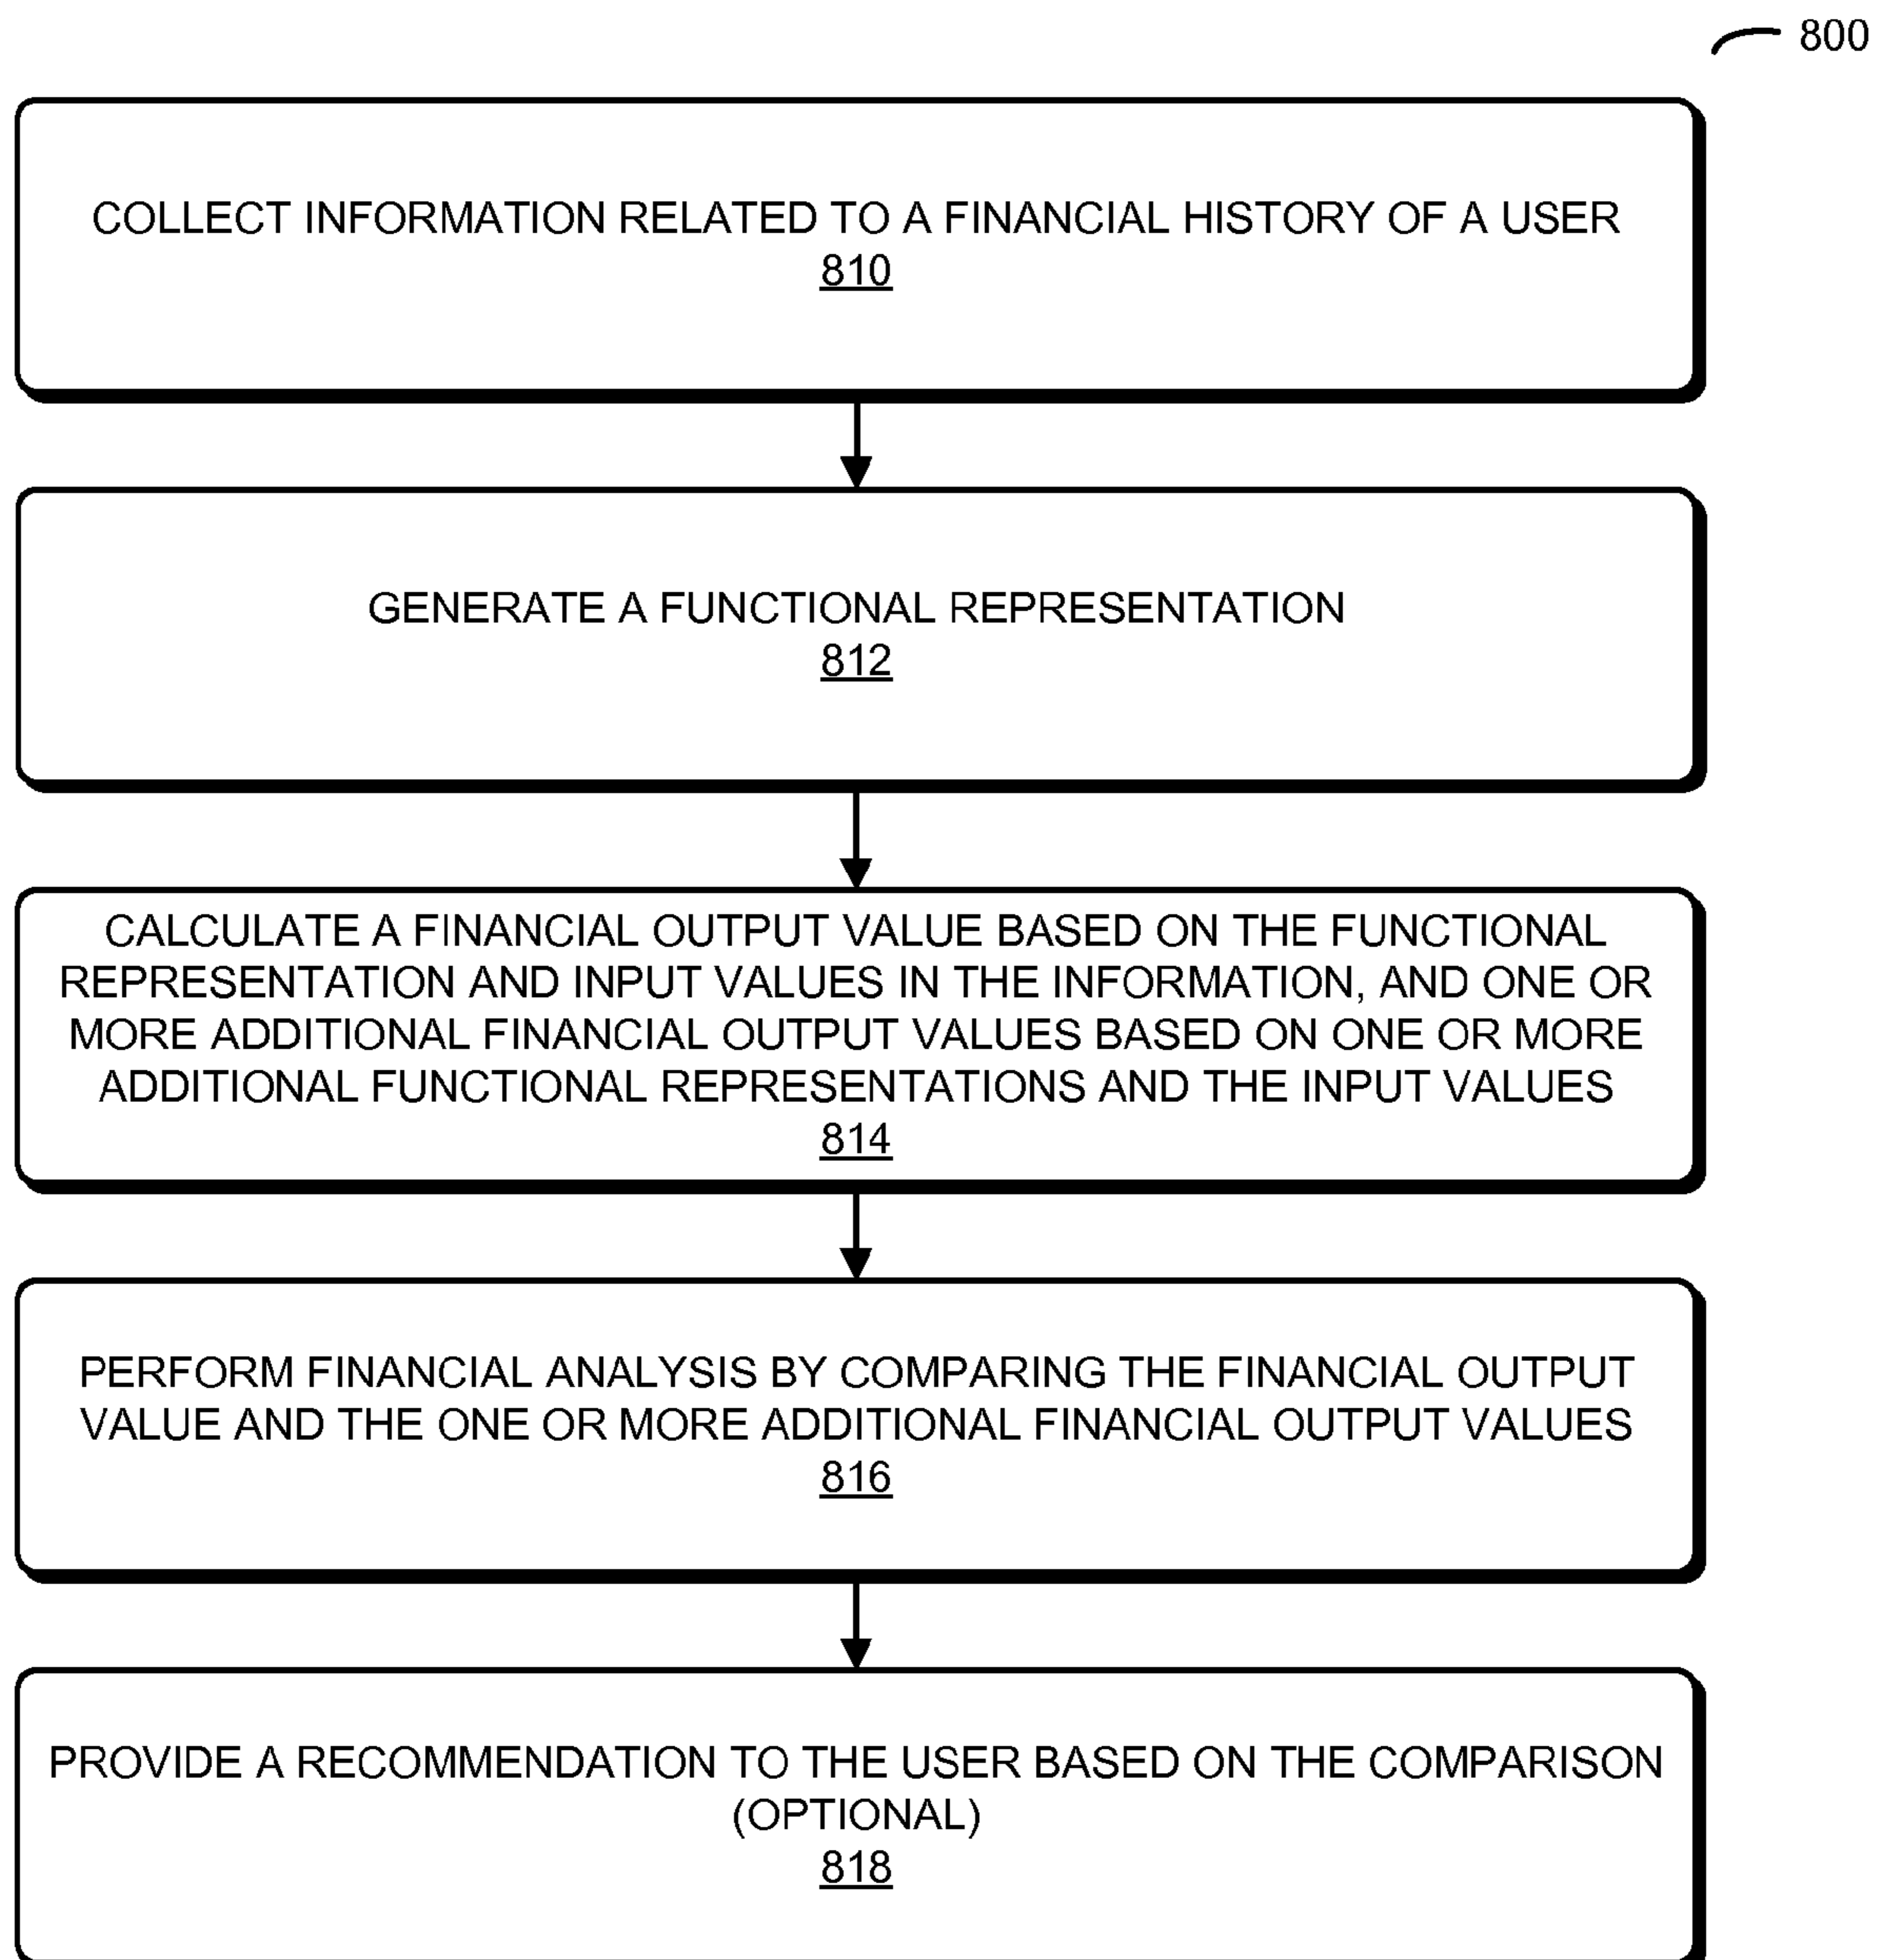 800
COLLECT INFORMATION RELATED TO A FINANCIAL HISTORY OF A USER
810
GENERATE A FUNCTIONAL REPRESENTATION
812
CALCULATE A FINANCIAL OUTPUT VALUE BASED ON THE FUNCTIONAL
REPRESENTATION AND INPUT VALUES IN THE INFORMATION, AND ONE OR
MORE ADDITIONAL FINANCIAL OUTPUT VALUES BASED ON ONE OR MORE
ADDITIONAL FUNCTIONAL REPRESENTATIONS AND THE INPUT VALUES
814
PERFORM FINANCIAL ANALYSIS BY COMPARING THE FINANCIAL OUTPUT
VALUE AND THE ONE OR MORE ADDITIONAL FINANCIAL OUTPUT VALUES
816
PROVIDE A RECOMMENDATION TO THE USER BASED ON THE COMPARISON
(OPTIONAL)
818